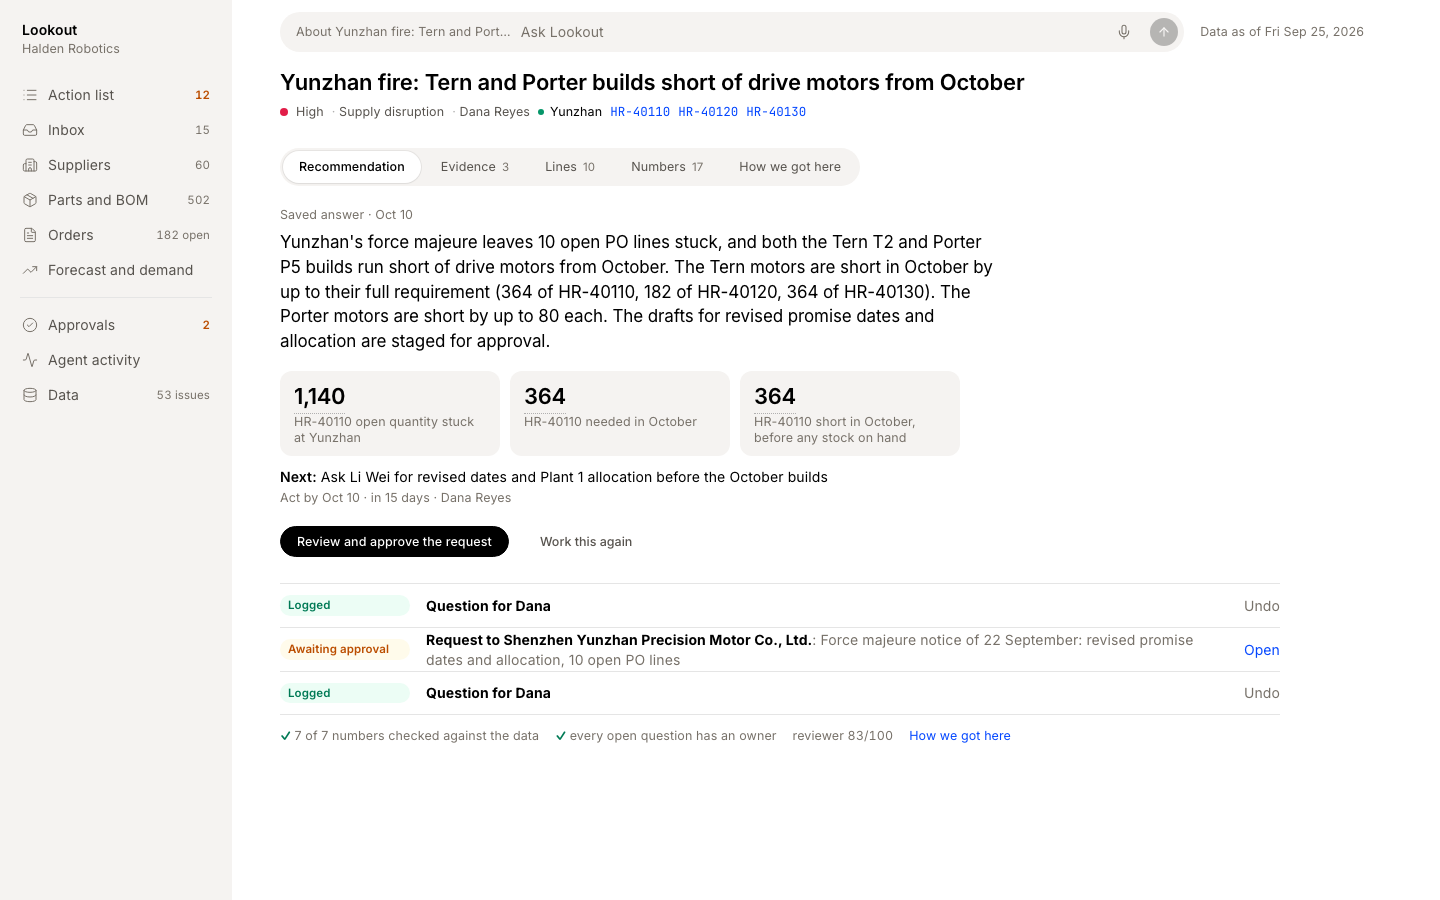 Lookout
Halden Robotics
Action list 12
Inbox 15
Suppliers 60
Parts and BOM 502
Orders 182 open
Forecast and demand
Approvals 2
Agent activity
Data 53 issues
About Yunzhan fire: Tern and Port... Ask Lookout
Data as of Fri Sep 25, 2026
Yunzhan fire: Tern and Porter builds short of drive motors from October
High · Supply disruption · Dana Reyes Yunzhan HR-40110 HR-40120 HR-40130
Recommendation Evidence 3 Lines 10 Numbers 17 How we got here
Saved answer · Oct 10
Yunzhan's force majeure leaves 10 open PO lines stuck, and both the Tern T2 and Porter
P5 builds run short of drive motors from October. The Tern motors are short in October by
up to their full requirement (364 of HR-40110, 182 of HR-40120, 364 of HR-40130). The
Porter motors are short by up to 80 each. The drafts for revised promise dates and
allocation are staged for approval.
1,140
HR-40110 open quantity stuck
at Yunzhan
364
HR-40110 needed in October
364
HR-40110 short in October,
before any stock on hand
Next: Ask Li Wei for revised dates and Plant 1 allocation before the October builds
Act by Oct 10 · in 15 days · Dana Reyes
Review and approve the request Work this again
Logged Question for Dana Undo
Awaiting approval Request to Shenzhen Yunzhan Precision Motor Co., Ltd.: Force majeure notice of 22 September: revised promise
dates and allocation, 10 open PO lines Open
Logged Question for Dana Undo
7 of 7 numbers checked against the data every open question has an owner reviewer 83/100 How we got here